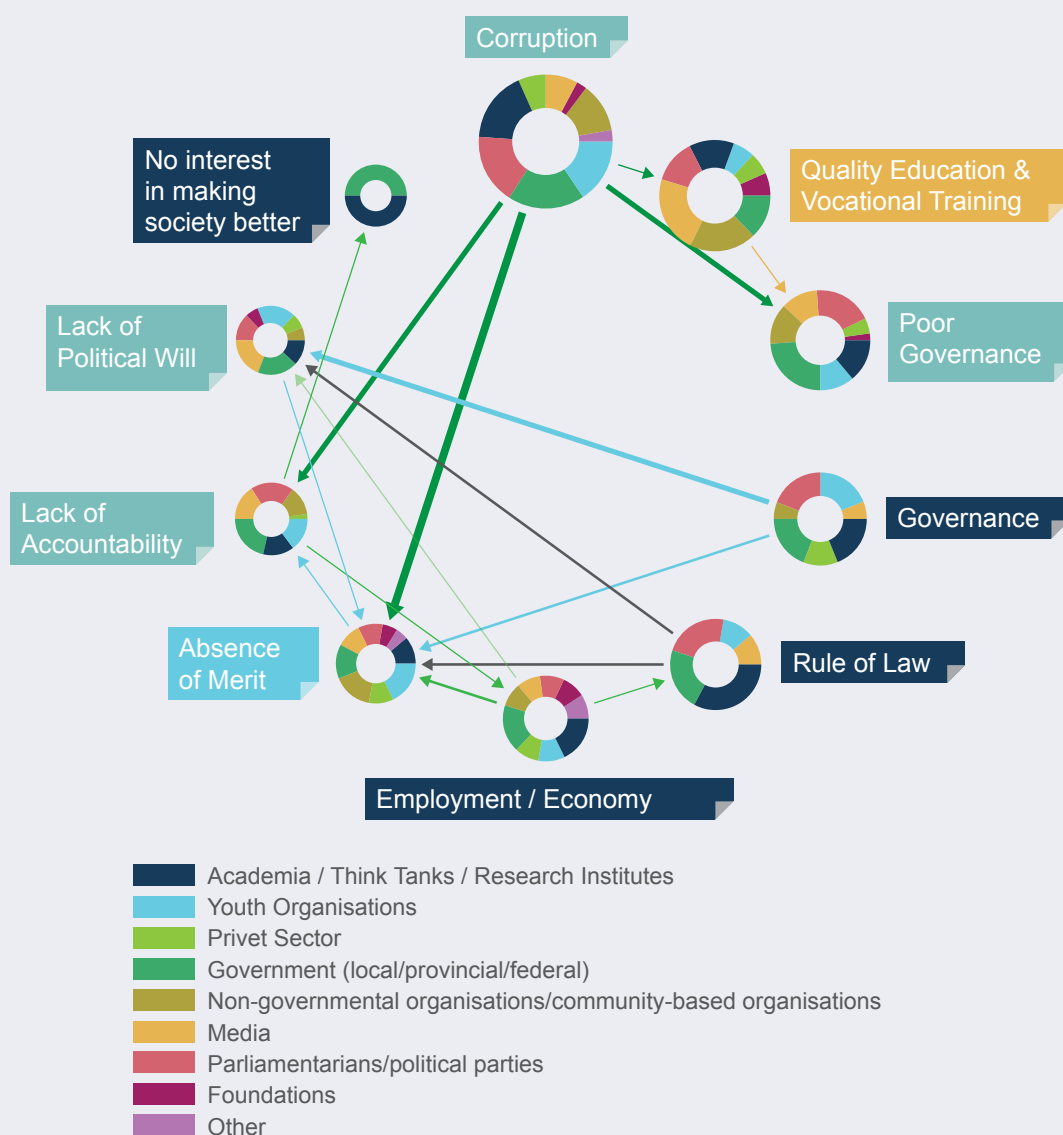 Corruption
No interest
in making
society better
Quality Education &
Vocational Training
Lack of
Political Will
Poor
Governance
Lack of
Accountability
Governance
Absence
of Merit
Rule of Law
Employment / Economy
Academia / Think Tanks / Research Institutes
Youth Organisations
Privet Sector
Government (local/provincial/federal)
Non-governmental organisations/community-based organisations
Media
Parliamentarians/political parties
Foundations
Other